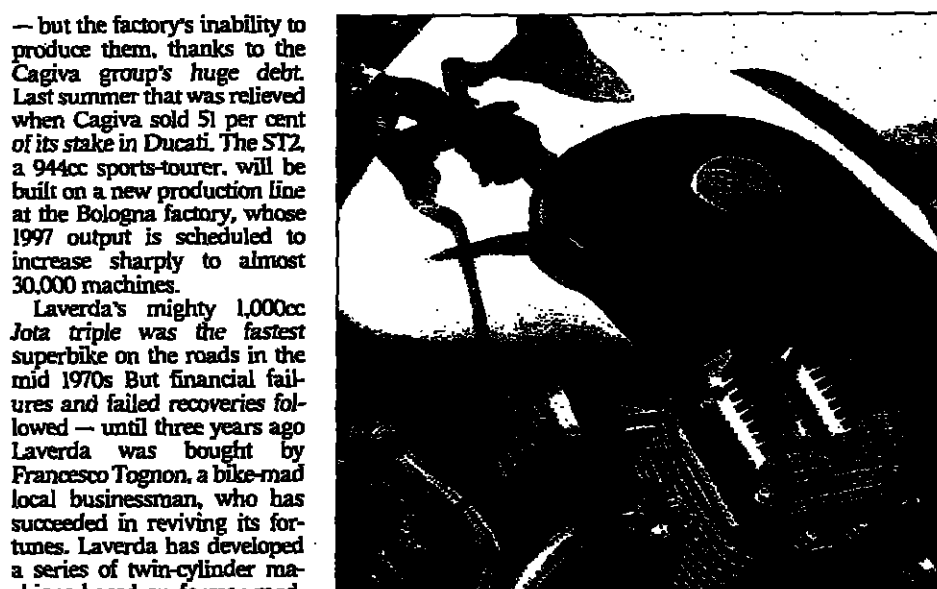 — but the factory's inability to
produce them, thanks to the
Cagiva group's huge debt.
Last summer that was relieved
when Cagiva sold 51 per cent
of its stake in Ducati. The ST2,
a 944cc sports-tourer, will be
built on a new production line
at the Bologna factory, whose
1997 output is scheduled to
increase sharply to almost
30,000 machines.
Laverda's mighty 1,000cc
Jota triple was the fastest
superbike on the roads in the
mid 1970s But financial fail-
ures and failed recoveries fol-
lowed — until three years ago
Laverda was bought by
Francesco Tognon, a bike-mad
local businessman, who has
succeeded in reviving its for-
tunes. Laverda has developed
a series of twin-cylinder ma-